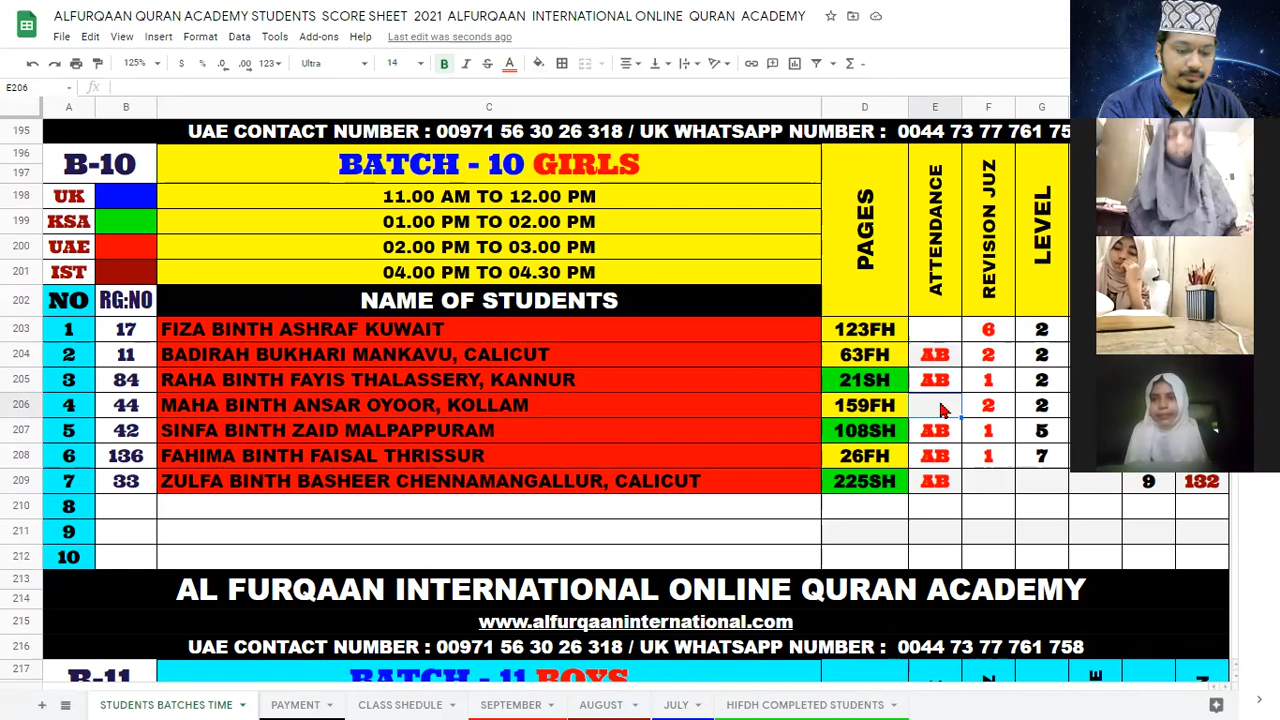 ALFURQAAN QURAN ACADEMY STUDENTS SCORE SHEET 2021 ALFURQAAN INTERNATIONAL ONLINE QURAN ACADEMY
File Edit View Insert Format Data Tools Add-ons Help Last edit was seconds ago
125% $ % .0 .00 123 Ultra 14 B I S A
E206 fx
A B C D E F G
195 UAE CONTACT NUMBER : 00971 56 30 26 318 / UK WHATSAPP NUMBER : 0044 73 77 761 75
196 B-10 BATCH - 10 GIRLS PAGES ATTENDANCE REVISION JUZ LEVEL
197
198 UK 11.00 AM TO 12.00 PM
199 KSA 01.00 PM TO 02.00 PM
200 UAE 02.00 PM TO 03.00 PM
201 IST 04.00 PM TO 04.30 PM
202 NO RG:NO NAME OF STUDENTS
203 1 17 FIZA BINTH ASHRAF KUWAIT 123FH 6 2
204 2 11 BADIRAH BUKHARI MANKAVU, CALICUT 63FH AB 2 2
205 3 84 RAHA BINTH FAYIS THALASSERY, KANNUR 21SH AB 1 2
206 4 44 MAHA BINTH ANSAR OYOOR, KOLLAM 159FH 2 2
207 5 42 SINFA BINTH ZAID MALPAPPURAM 108SH AB 1 5
208 6 136 FAHIMA BINTH FAISAL THRISSUR 26FH AB 1 7
209 7 33 ZULFA BINTH BASHEER CHENNAMANGALLUR, CALICUT 225SH AB 9 132
210 8
211 9
212 10
213 AL FURQAAN INTERNATIONAL ONLINE QURAN ACADEMY
214
215 www.alfurqaaninternational.com
216 UAE CONTACT NUMBER : 00971 56 30 26 318 / UK WHATSAPP NUMBER : 0044 73 77 761 758
217 B-11 BATCH - 11 BOYS
STUDENTS BATCHES TIME PAYMENT CLASS SHEDULE SEPTEMBER AUGUST JULY HIFDH COMPLETED STUDENTS